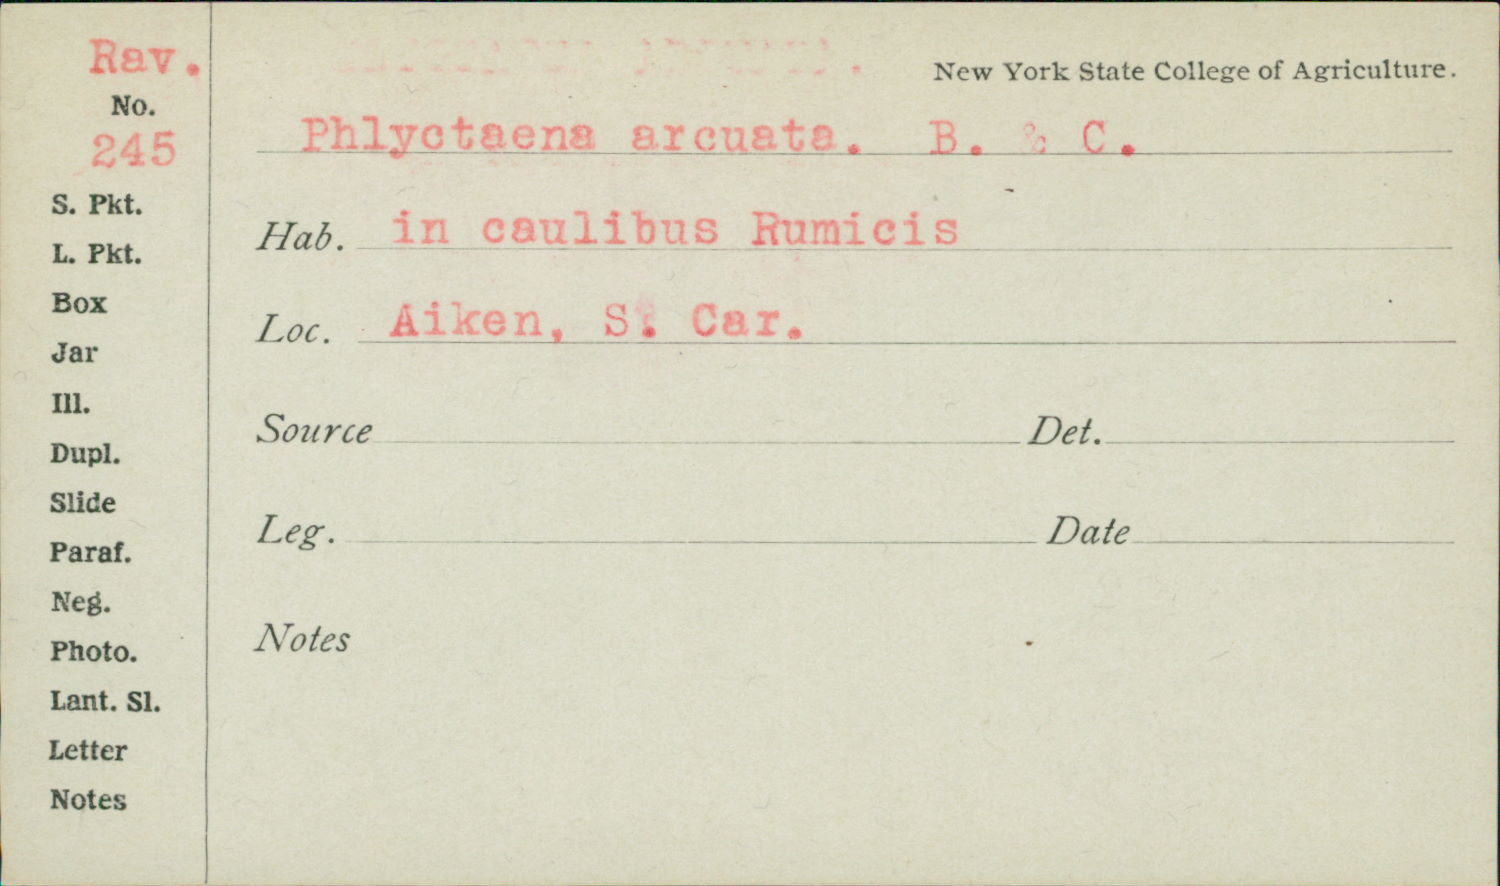 Rav.
No.
245
S. Pkt.
L. Pkt.
Box
Jar
Ill.
Dupl.
Slide
Paraf.
Neg.
Photo.
Lant. Sl.
Letter
Notes
New York State College of Agriculture.
Phlyctaena arcuata. B. & C.
Hab. in caulibus Rumicis
Loc. Aiken, S. Car.
Source Det.
Leg. Date
Notes